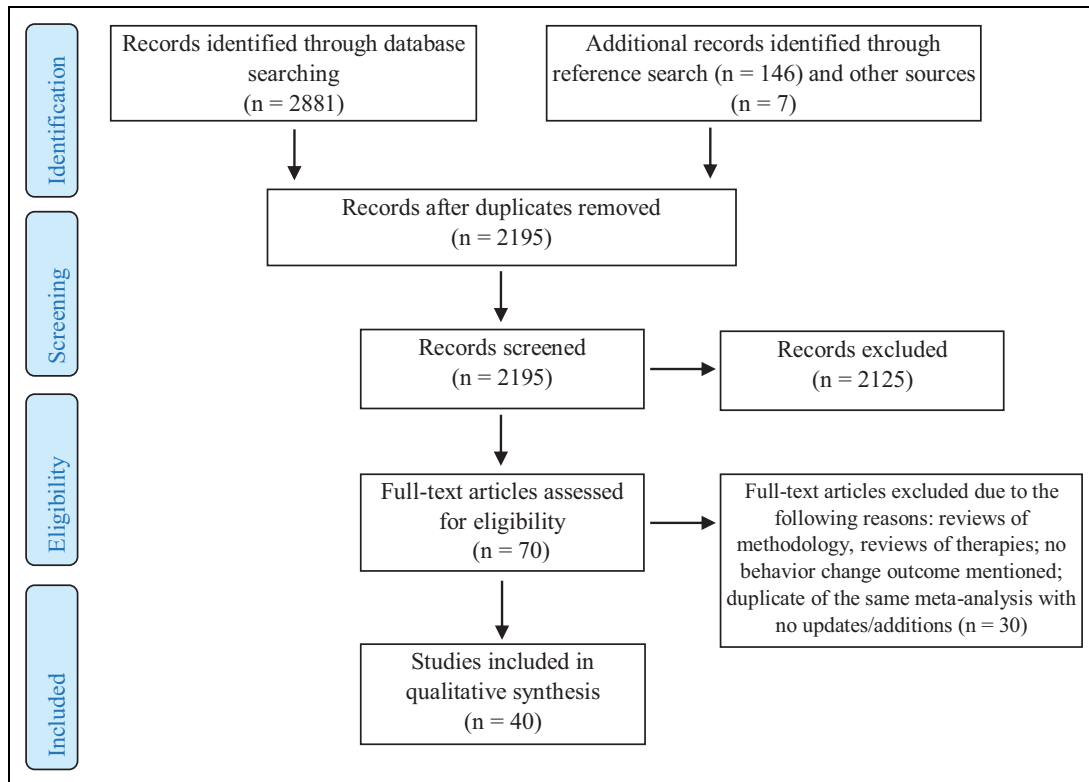 Identification
Records identified through database
searching
(n = 2881)
Additional records identified through
reference search (n = 146) and other sources
(n = 7)
Records after duplicates removed
(n = 2195)
Screening
Records screened
(n = 2195)
Records excluded
(n = 2125)
Eligibility
Full-text articles assessed
for eligibility
(n = 70)
Full-text articles excluded due to the
following reasons: reviews of
methodology, reviews of therapies; no
behavior change outcome mentioned;
duplicate of the same meta-analysis with
no updates/additions (n = 30)
Included
Studies included in
qualitative synthesis
(n = 40)